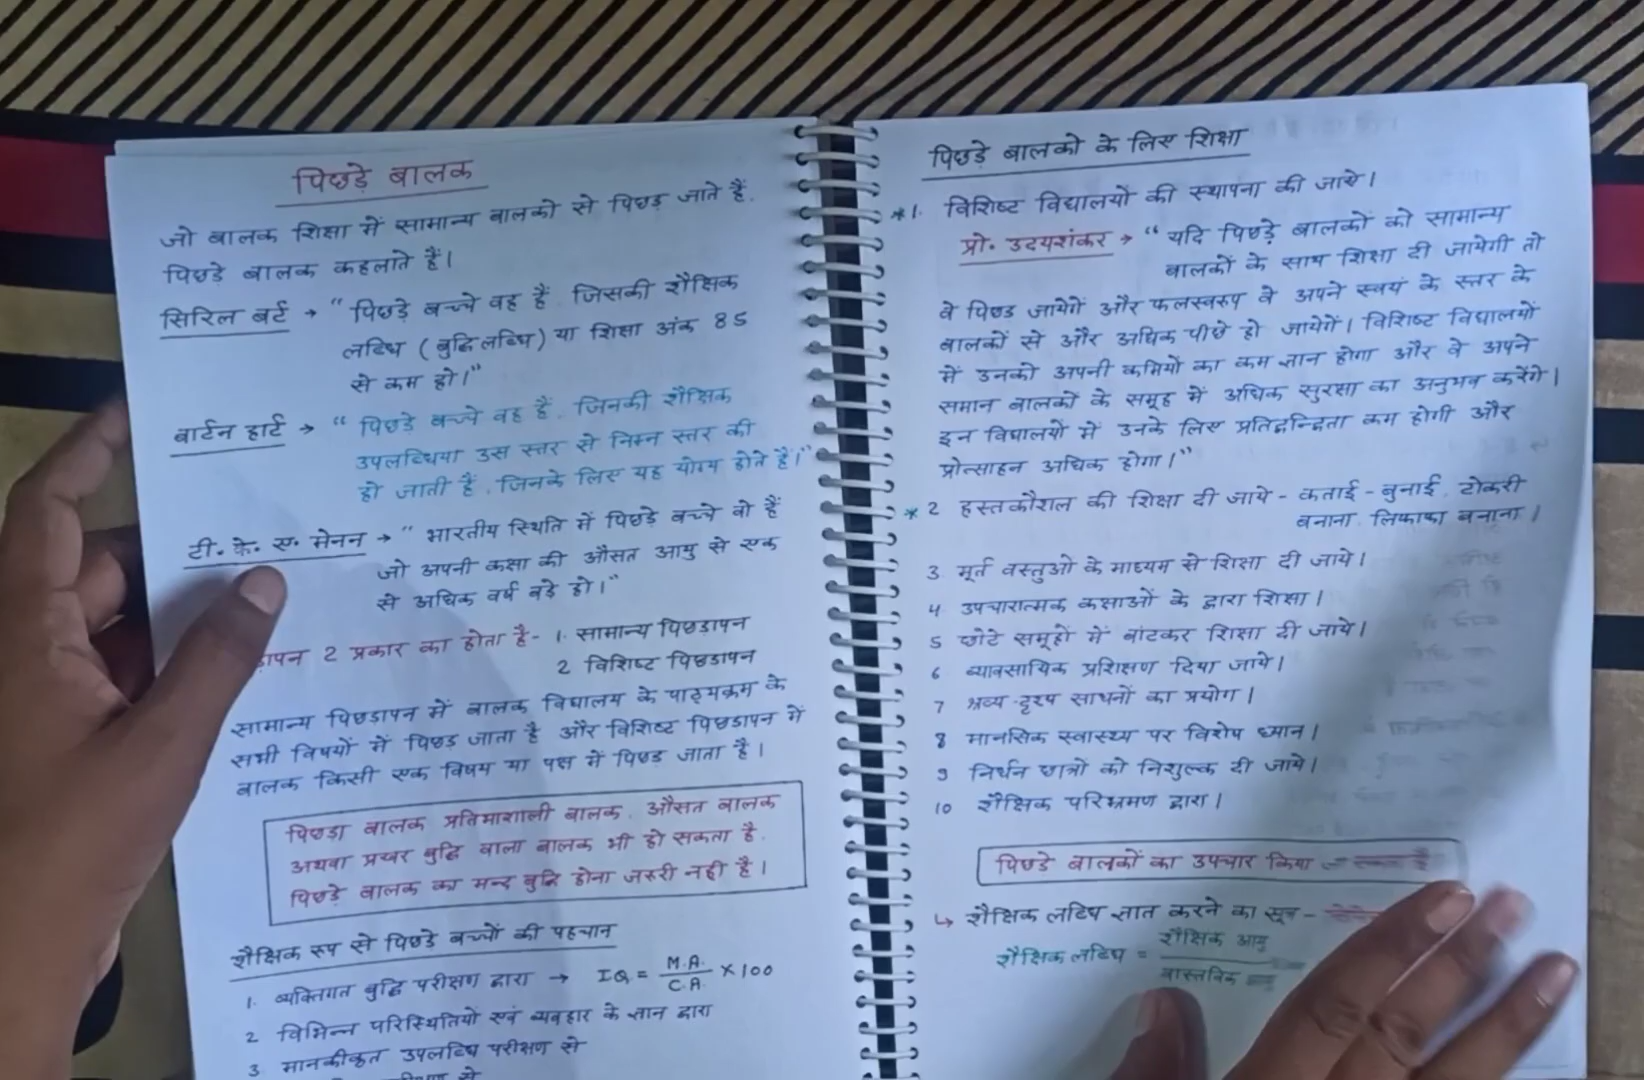 पिछड़े बालक
जो बालक शिक्षा में सामान्य बालको से पिछड़ जाते हैं.
पिछडे बालक कहलाते हैं।
सिरिल बर्ट → " पिछड़े बच्चे वह हैं. जिसकी शैक्षिक
लब्धि (बुद्धिलब्धि) या शिक्षा अंक 85
से कम हो।"
बार्टन हार्ट → " पिछडे बच्चे वह हैं. जिनकी शैक्षिक
उपलब्धिया उस स्तर से निम्न स्तर की
हो जाती हैं. जिनके लिए यह योग्य होते है।"
टी. के. ए. मेनन → " भारतीय स्थिति में पिछडे बच्चे वो हैं
जो अपनी कक्षा की औसत आयु से एक
से अधिक वर्ष बडे हो।"
ापन 2 प्रकार का होता है- 1. सामान्य पिछड़ापन
2 विशिष्ट पिछडापन
सामान्य पिछडापन में बालक विद्यालय के पाठ्यक्रम के
सभी विषयों में पिछड़ जाता है और विशिष्ट पिछडापन में
बालक किसी एक विषय या पक्ष में पिछड जाता है।
पिछडा बालक प्रतिभाशाली बालक, औसत बालक
अथवा प्रखर बुद्धि वाला बालक भी हो सकता है.
पिछडे बालक का मन्द बुद्धि होना जरूरी नही है।
शैक्षिक रूप से पिछडे बच्चों की पहचान
1. व्यक्तिगत बुद्धि परीक्षण द्वारा → IQ = M.A. / C.A. × 100
2 विभिन्न परिस्थितियों एवं व्यवहार के ज्ञान द्वारा
3 मानकीकृत उपलब्धि परीक्षण से
पिछड़े बालको के लिए शिक्षा
*1. विशिष्ट विद्यालयों की स्थापना की जाये।
प्रो. उदयशंकर → " यदि पिछड़े बालकों को सामान्य
बालकों के साथ शिक्षा दी जायेगी तो
वे पिछड जायेगें और फलस्वरूप वे अपने स्वयं के स्तर के
बालकों से और अधिक पीछे हो जायेगें। विशिष्ट विद्यालयों
में उनको अपनी कमियों का कम ज्ञान होगा और वे अपने
समान बालकों के समूह में अधिक सुरक्षा का अनुभव करेंगे।
इन विद्यालयों में उनके लिए प्रतिद्वन्द्विता कम होगी और
प्रोत्साहन अधिक होगा।"
* 2 हस्तकौशल की शिक्षा दी जाये - कताई - बुनाई, टोकरी
बनाना, लिफाफा बनाना।
3. मूर्त वस्तुओ के माध्यम से शिक्षा दी जाये।
4 उपचारात्मक कक्षाओं के द्वारा शिक्षा।
5 छोटे समूहों में बांटकर शिक्षा दी जाये।
6 व्यावसायिक प्रशिक्षण दिया जाये।
7 श्रव्य-दृश्य साधनों का प्रयोग।
8 मानसिक स्वास्थ्य पर विशेष ध्यान।
9 निर्धन छात्रों को निशुल्क दी जाये।
10 शैक्षिक परिभ्रमण द्वारा।
पिछडे बालकों का उपचार किया है
↳ शैक्षिक लब्धि ज्ञात करने का सूत्र -
शैक्षिक लब्धि = शैक्षिक आयु / वास्तविक